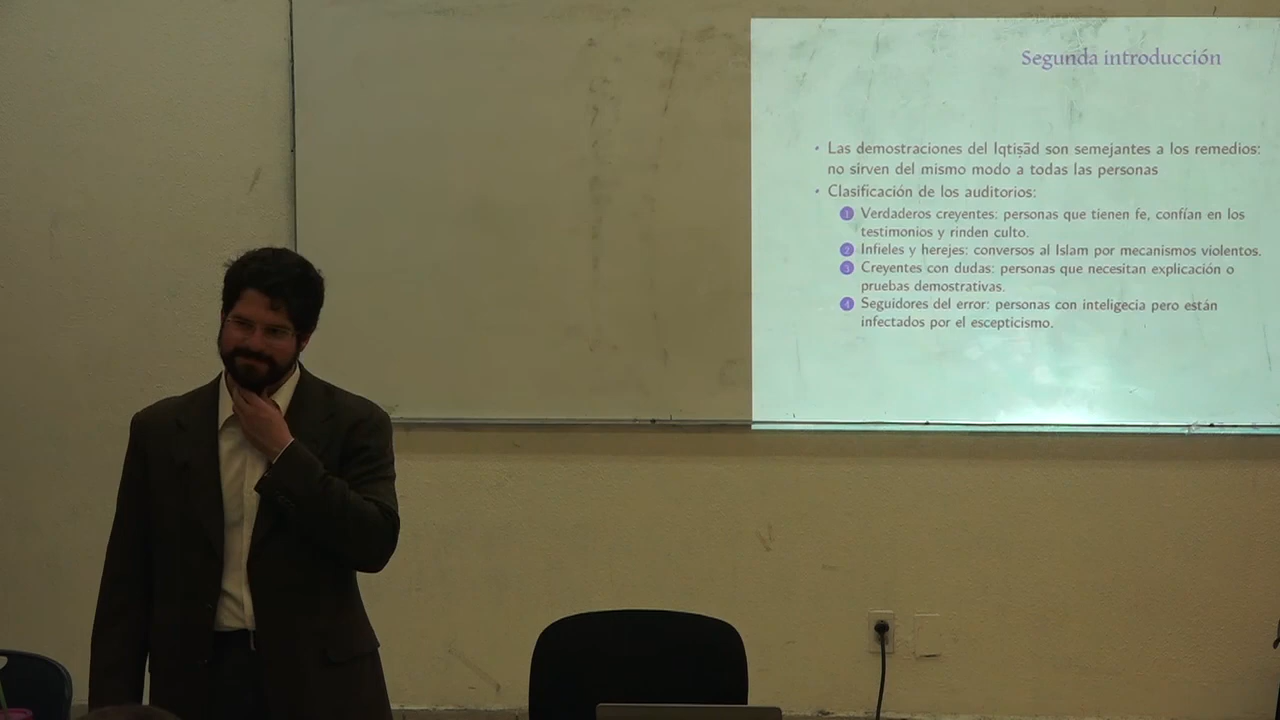 Segunda introducción
• Las demostraciones del Iqtiṣād son semejantes a los remedios:
no sirven del mismo modo a todas las personas
• Clasificación de los auditorios:
1 Verdaderos creyentes: personas que tienen fe, confían en los
testimonios y rinden culto.
2 Infieles y herejes: conversos al Islam por mecanismos violentos.
3 Creyentes con dudas: personas que necesitan explicación o
pruebas demostrativas.
4 Seguidores del error: personas con inteligecia pero están
infectados por el escepticismo.